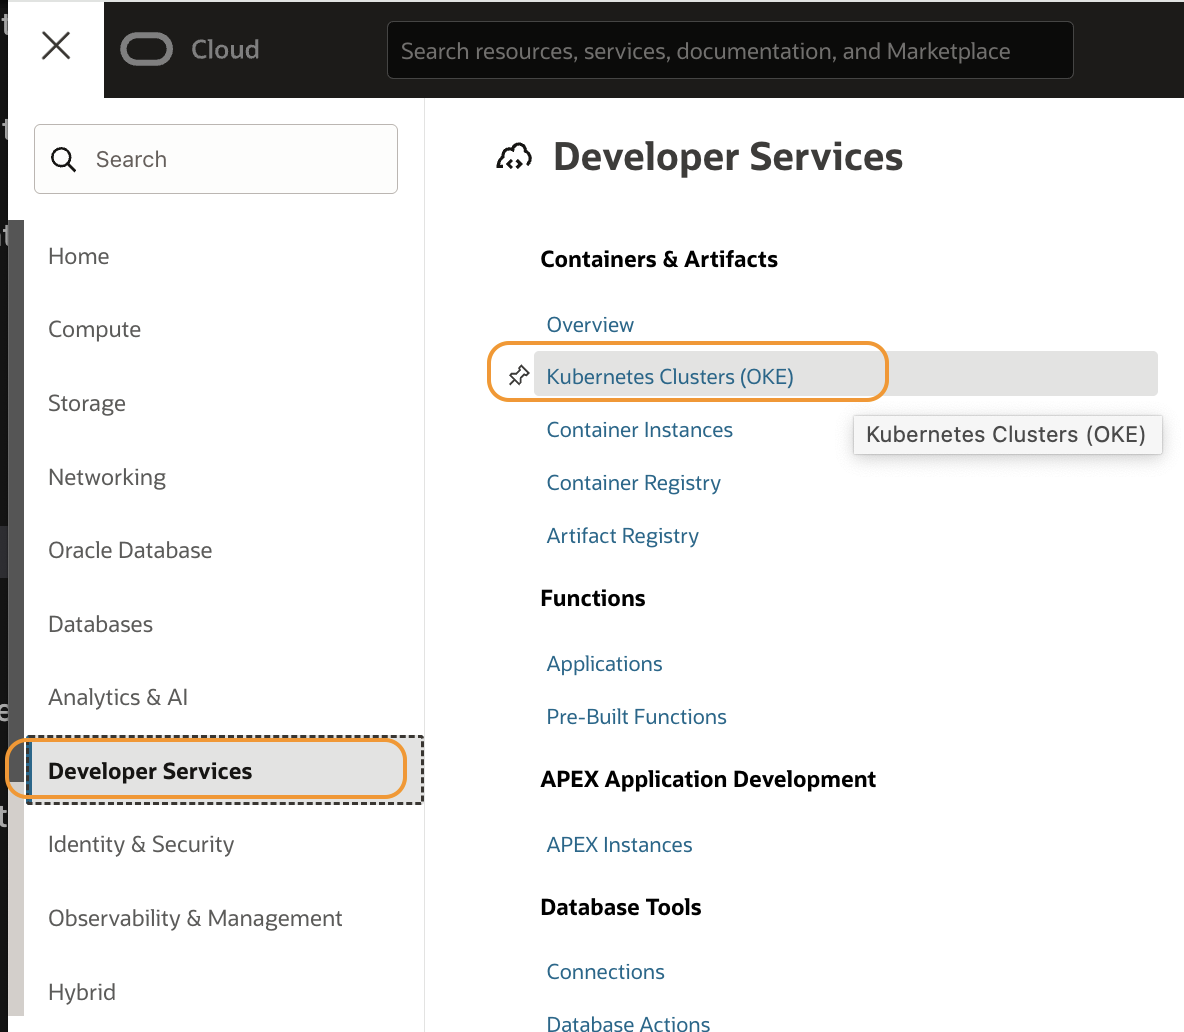 Cloud
Search resources, services, documentation, and Marketplace
Search
Home
Compute
Storage
Networking
Oracle Database
Databases
Analytics & AI
Developer Services
Identity & Security
Observability & Management
Hybrid
Developer Services
Containers & Artifacts
Overview
Kubernetes Clusters (OKE)
Kubernetes Clusters (OKE)
Container Instances
Container Registry
Artifact Registry
Functions
Applications
Pre-Built Functions
APEX Application Development
APEX Instances
Database Tools
Connections
Database Actions